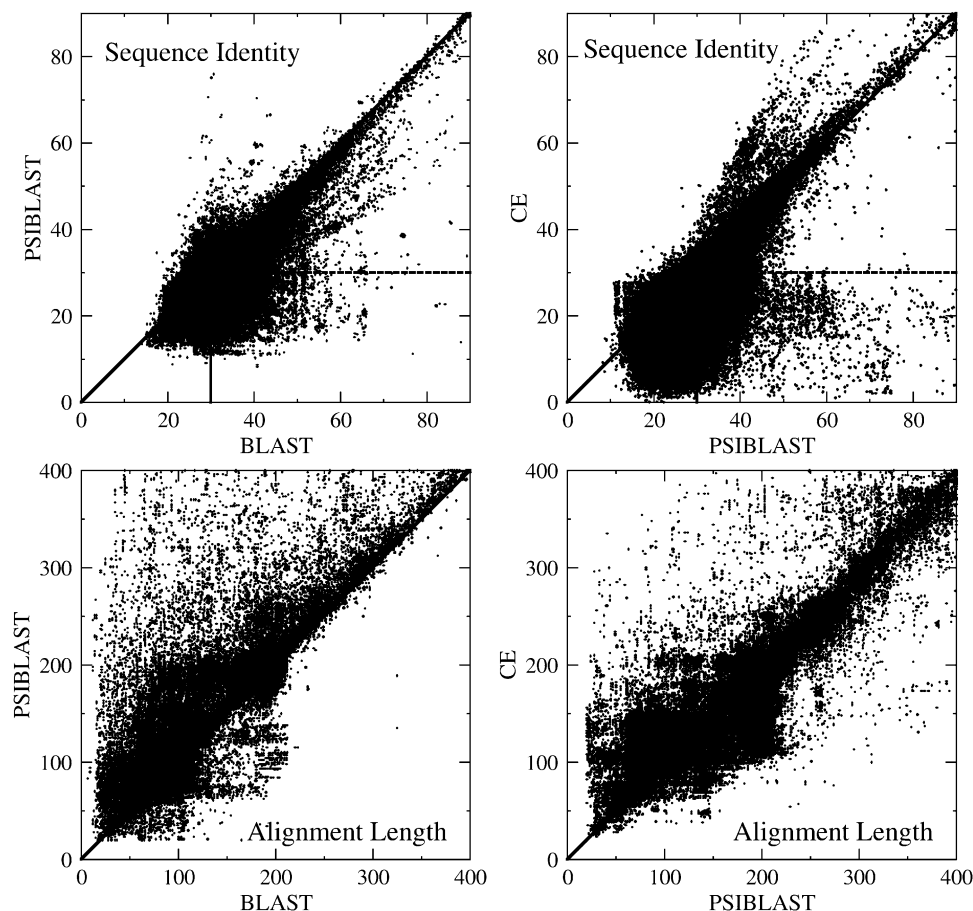 Sequence Identity
80
60
40
20
0
PSIBLAST
0 20 40 60 80
BLAST
Sequence Identity
80
60
40
20
0
CE
0 20 40 60 80
PSIBLAST
Alignment Length
400
300
200
100
0
PSIBLAST
0 100 200 300 400
BLAST
Alignment Length
400
300
200
100
0
CE
0 100 200 300 400
PSIBLAST